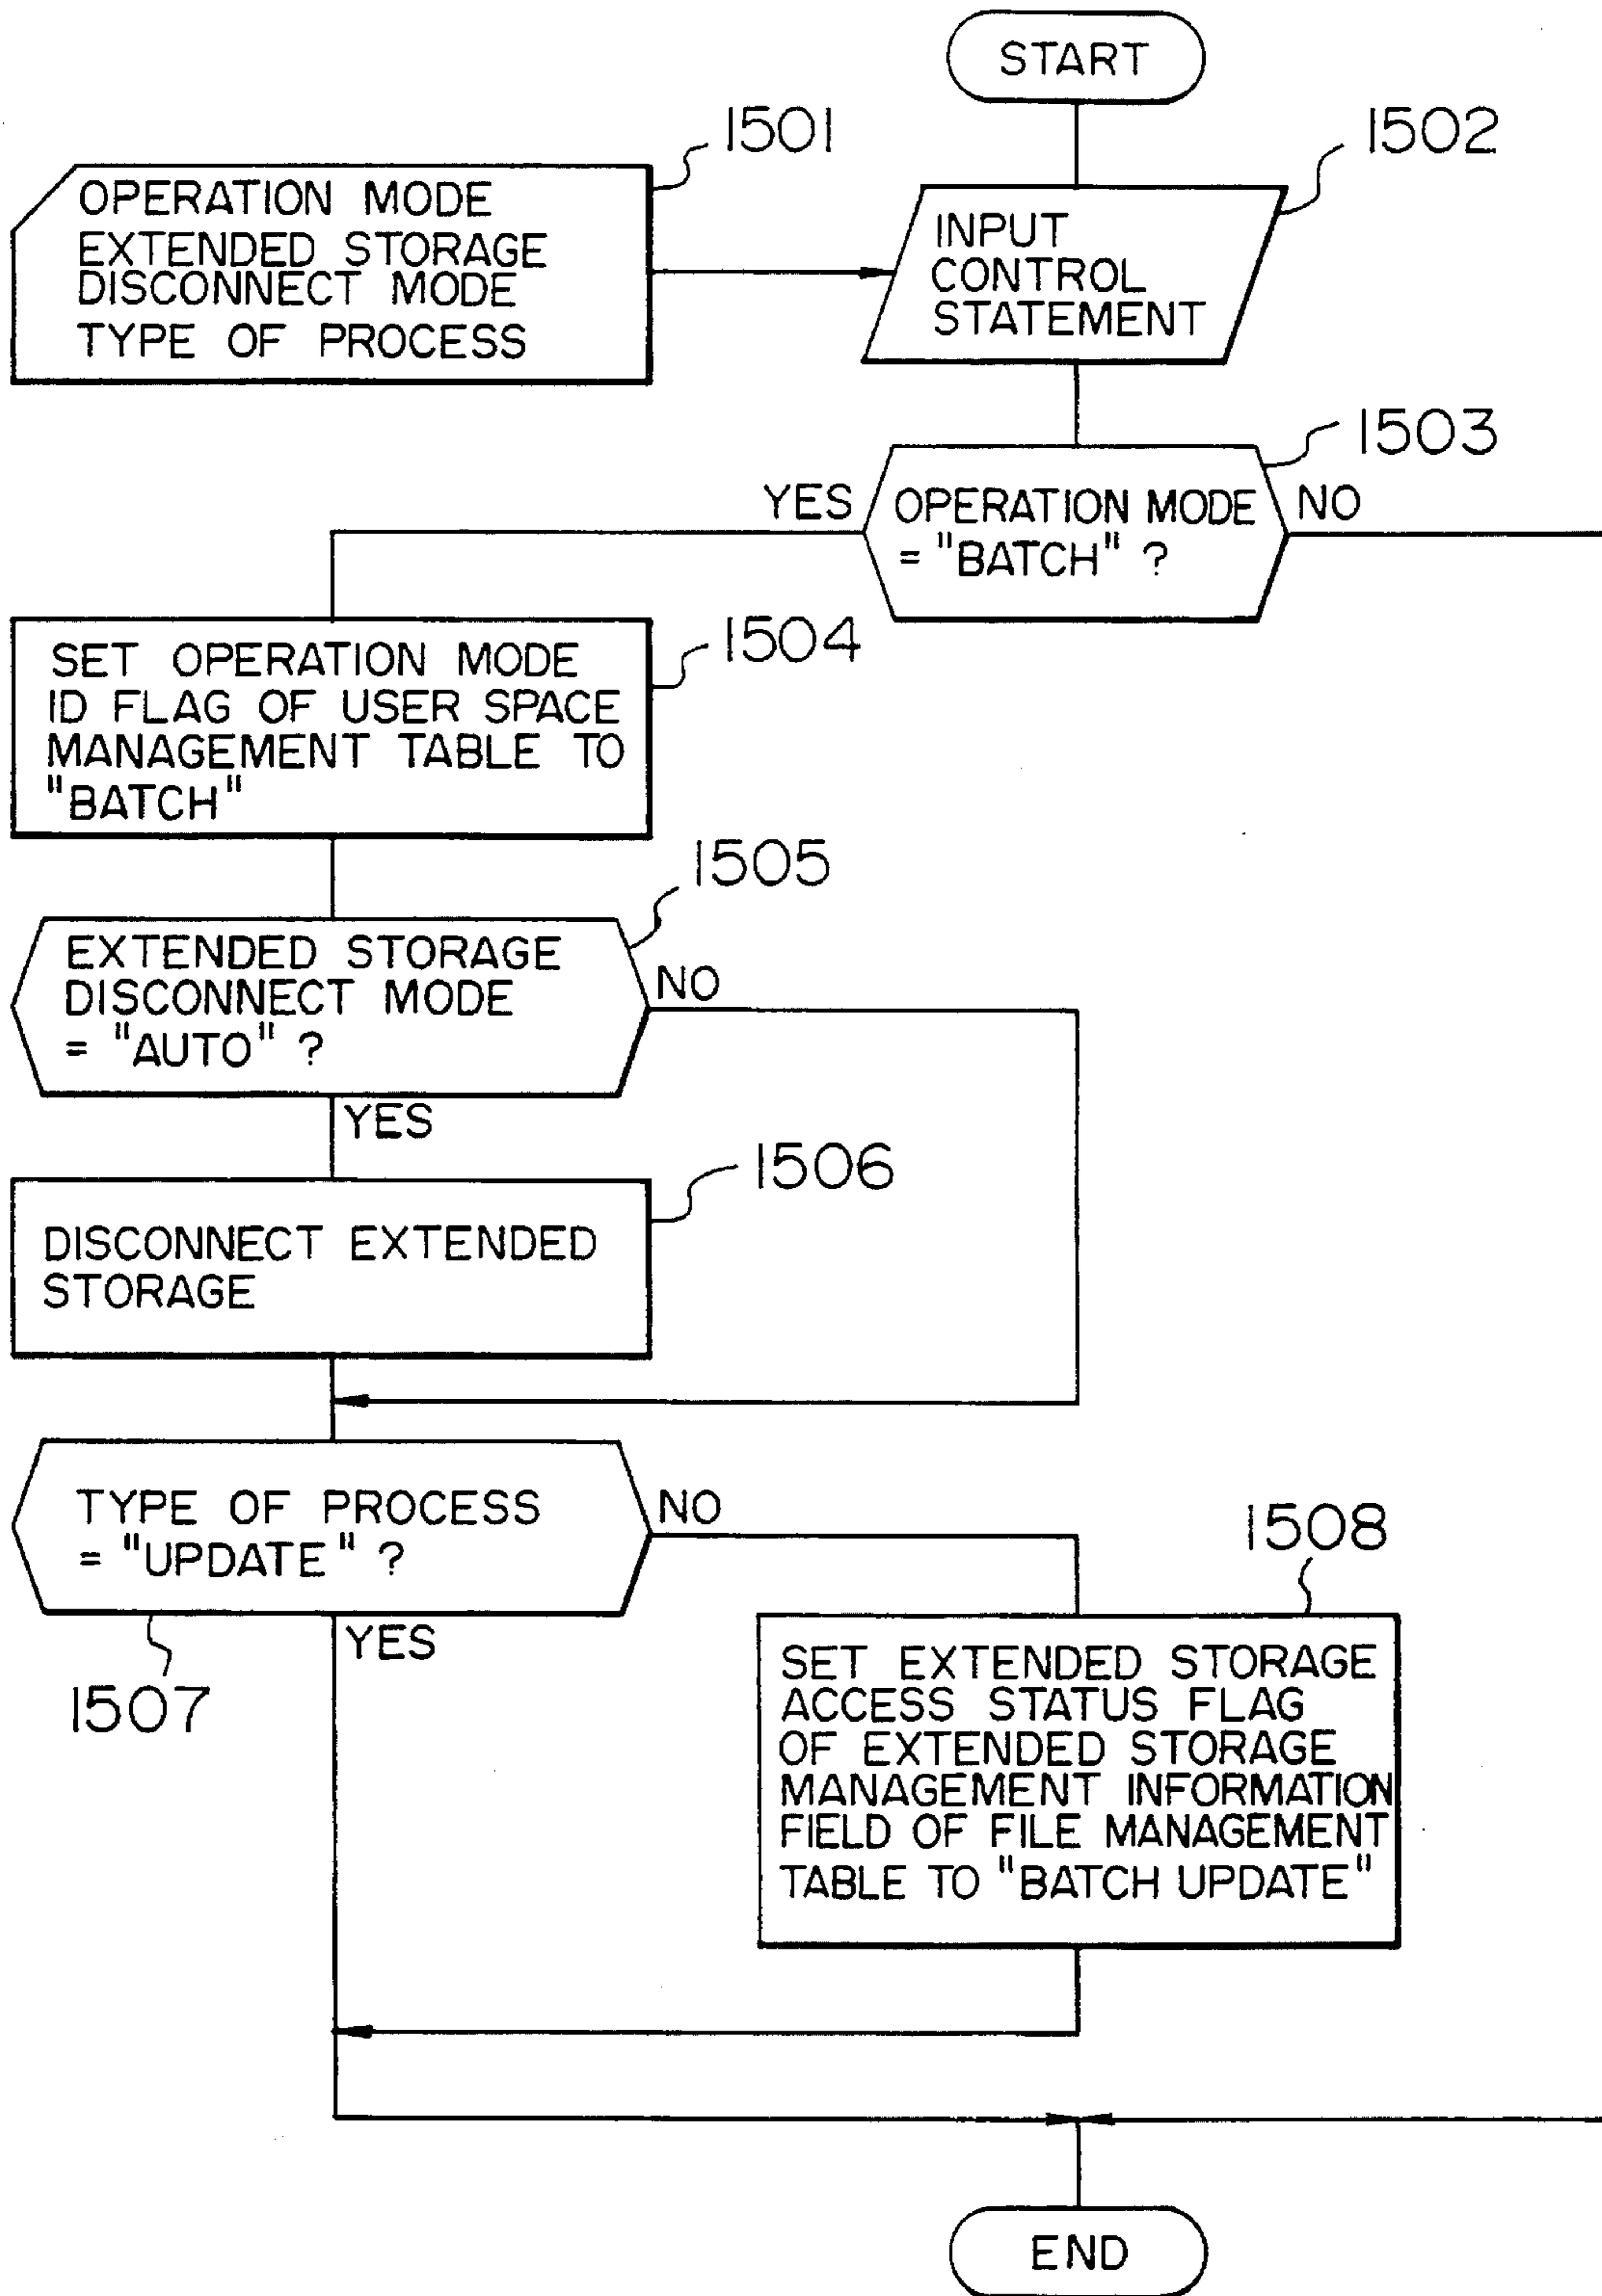 START
1501
OPERATION MODE
EXTENDED STORAGE
DISCONNECT MODE
TYPE OF PROCESS
1502
INPUT
CONTROL
STATEMENT
1503
YES
OPERATION MODE
= "BATCH" ?
NO
1504
SET OPERATION MODE
ID FLAG OF USER SPACE
MANAGEMENT TABLE TO
"BATCH"
1505
EXTENDED STORAGE
DISCONNECT MODE
= "AUTO" ?
NO
YES
1506
DISCONNECT EXTENDED
STORAGE
TYPE OF PROCESS
= "UPDATE" ?
NO
YES
1507
1508
SET EXTENDED STORAGE
ACCESS STATUS FLAG
OF EXTENDED STORAGE
MANAGEMENT INFORMATION
FIELD OF FILE MANAGEMENT
TABLE TO "BATCH UPDATE"
END